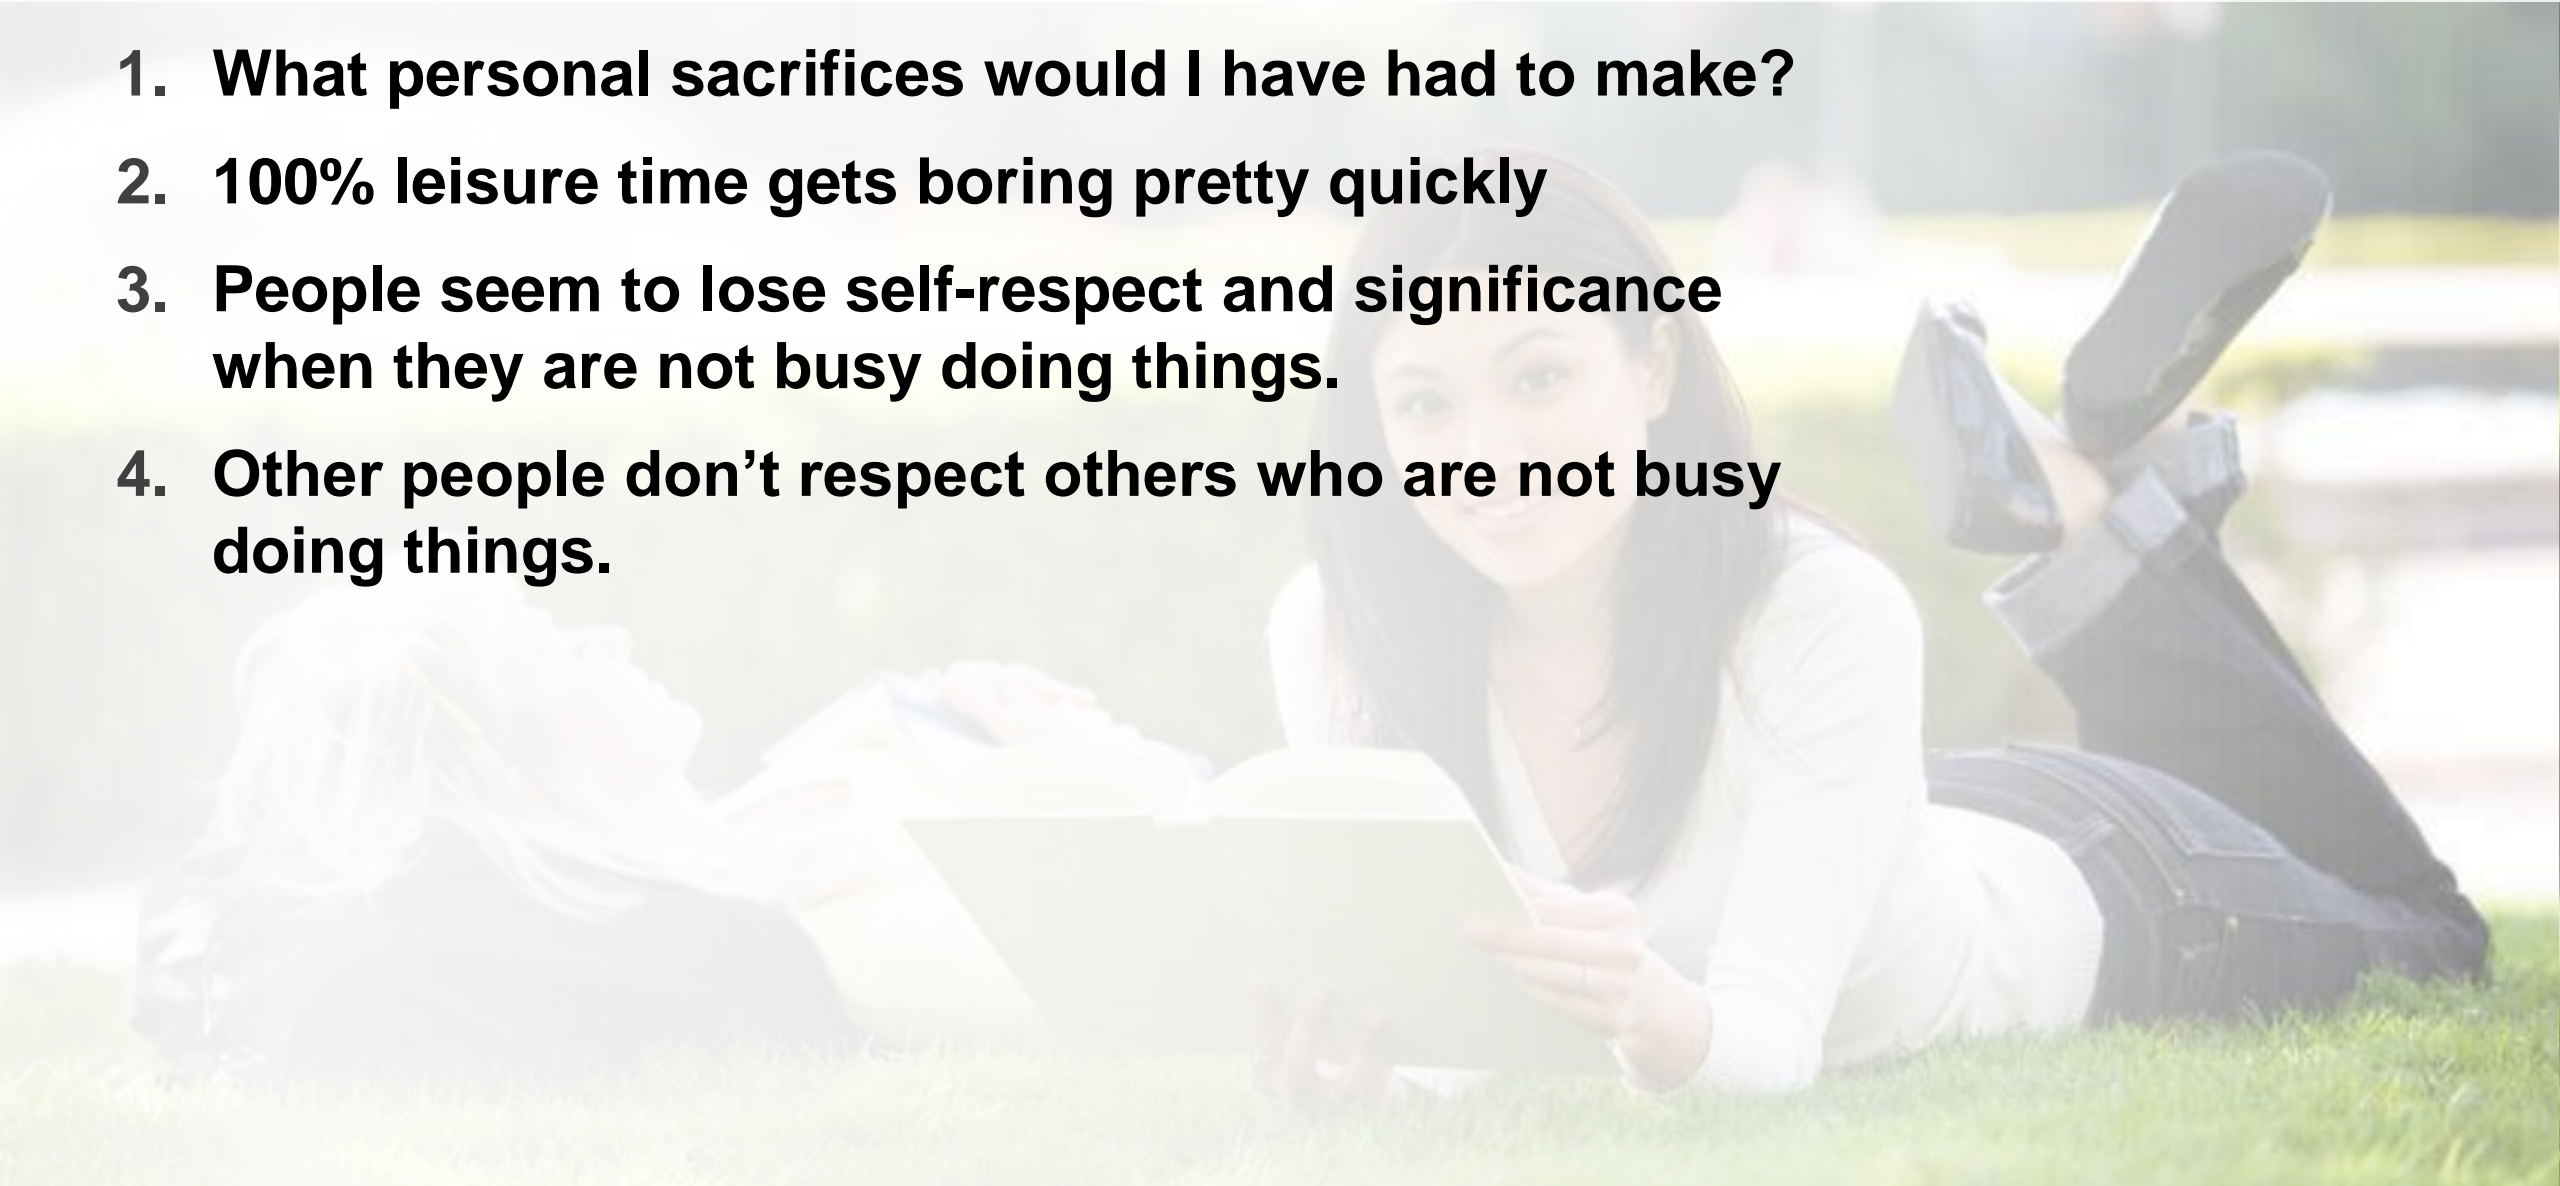 1. What personal sacrifices would I have had to make?
2. 100% leisure time gets boring pretty quickly
3. People seem to lose self-respect and significance
when they are not busy doing things.
4. Other people don’t respect others who are not busy
doing things.